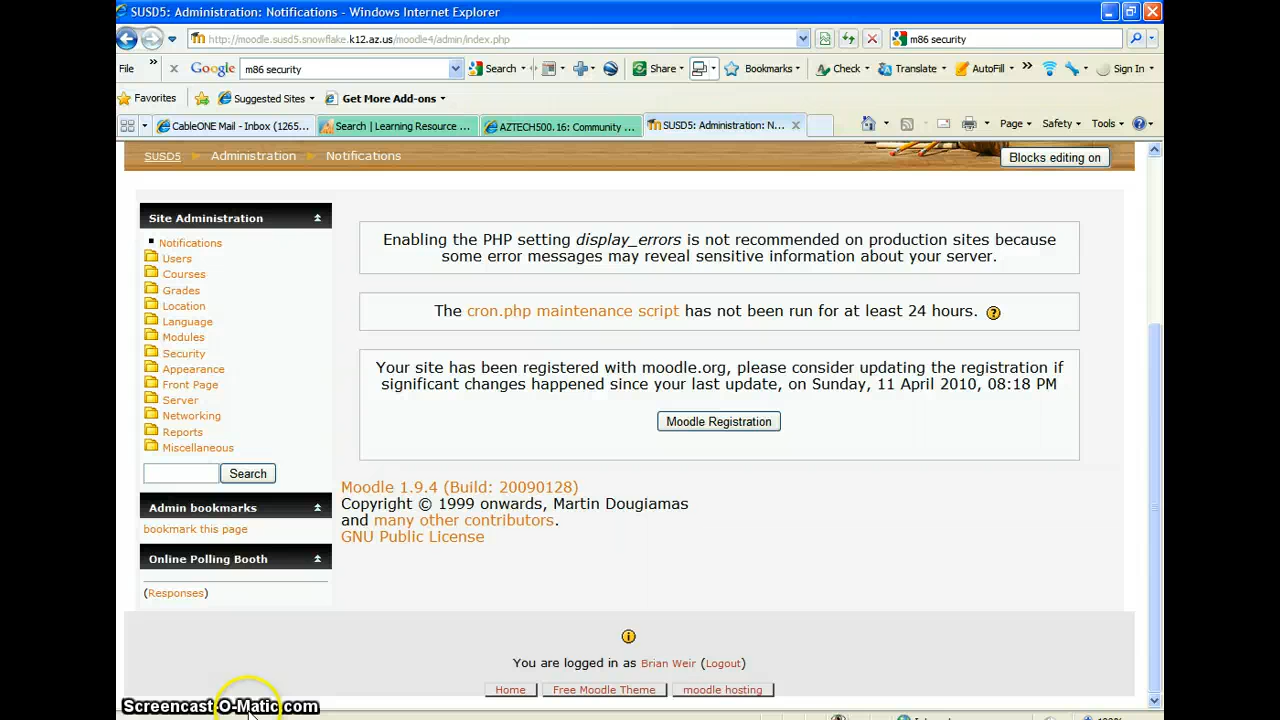 SUSD5: Administration: Notifications - Windows Internet Explorer
http://moodle.susd5.snowflake.k12.az.us/moodle4/admin/index.php
m86 security
File
Google
m86 security
Search
Share
Bookmarks
Check
Translate
AutoFill
Sign In
Favorites
Suggested Sites
Get More Add-ons
CableONE Mail - Inbox (1265...
Search | Learning Resource ...
AZTECH500.16: Community ...
SUSD5: Administration: N...
Page
Safety
Tools
SUSD5
Administration
Notifications
Blocks editing on
Site Administration
Notifications
Users
Courses
Grades
Location
Language
Modules
Security
Appearance
Front Page
Server
Networking
Reports
Miscellaneous
Search
Admin bookmarks
bookmark this page
Online Polling Booth
(Responses)
Enabling the PHP setting display_errors is not recommended on production sites because
some error messages may reveal sensitive information about your server.
The cron.php maintenance script has not been run for at least 24 hours.
Your site has been registered with moodle.org, please consider updating the registration if
significant changes happened since your last update, on Sunday, 11 April 2010, 08:18 PM
Moodle Registration
Moodle 1.9.4 (Build: 20090128)
Copyright © 1999 onwards, Martin Dougiamas
and many other contributors.
GNU Public License
You are logged in as Brian Weir (Logout)
Home
Free Moodle Theme
moodle hosting
Screencast-O-Matic.com